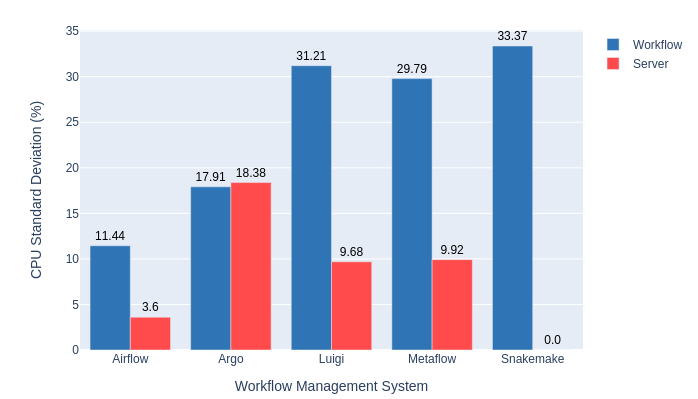 CPU Standard Deviation (%)
35
30
25
20
15
10
5
0
11.44
3.6
17.91
18.38
31.21
9.68
29.79
9.92
33.37
0.0
Airflow
Argo
Luigi
Metaflow
Snakemake
Workflow Management System
Workflow
Server